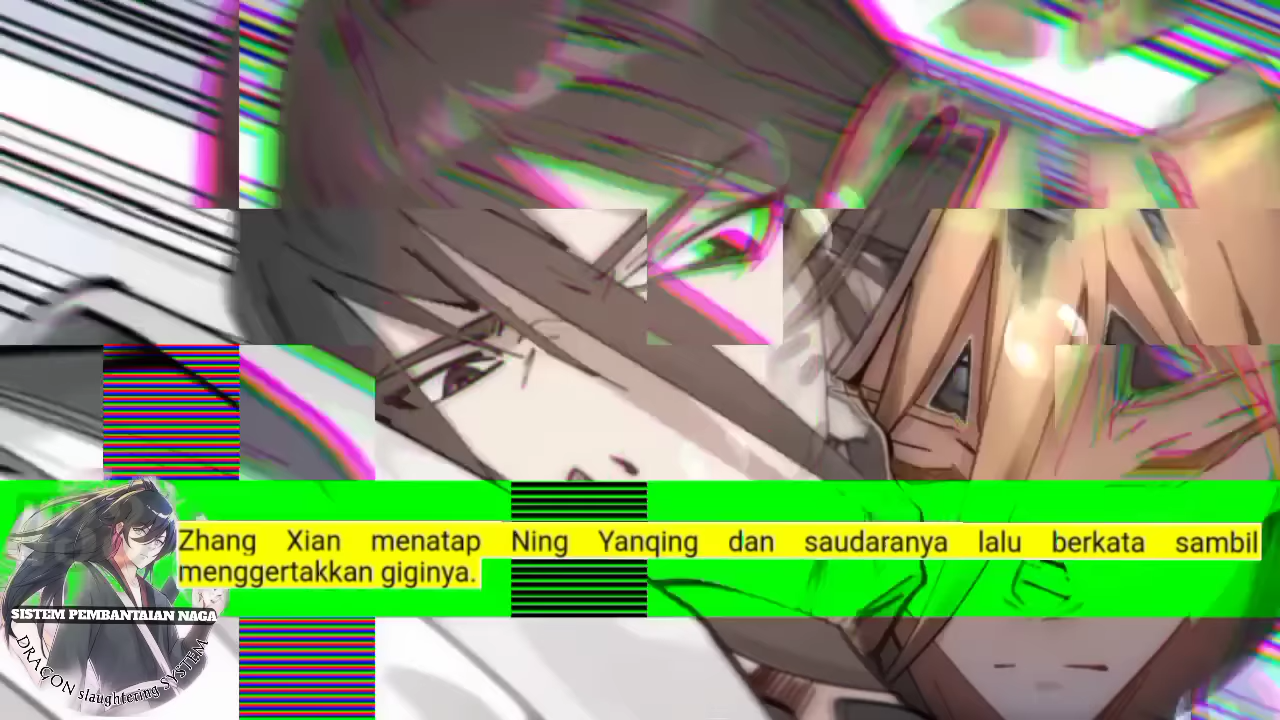 Zhang Xian menatap Ning Yanqing dan saudaranya lalu berkata sambil
menggertakkan giginya.
SISTEM PEMBANTAIAN NAGA
DRAGON slaughtering SYSTEM